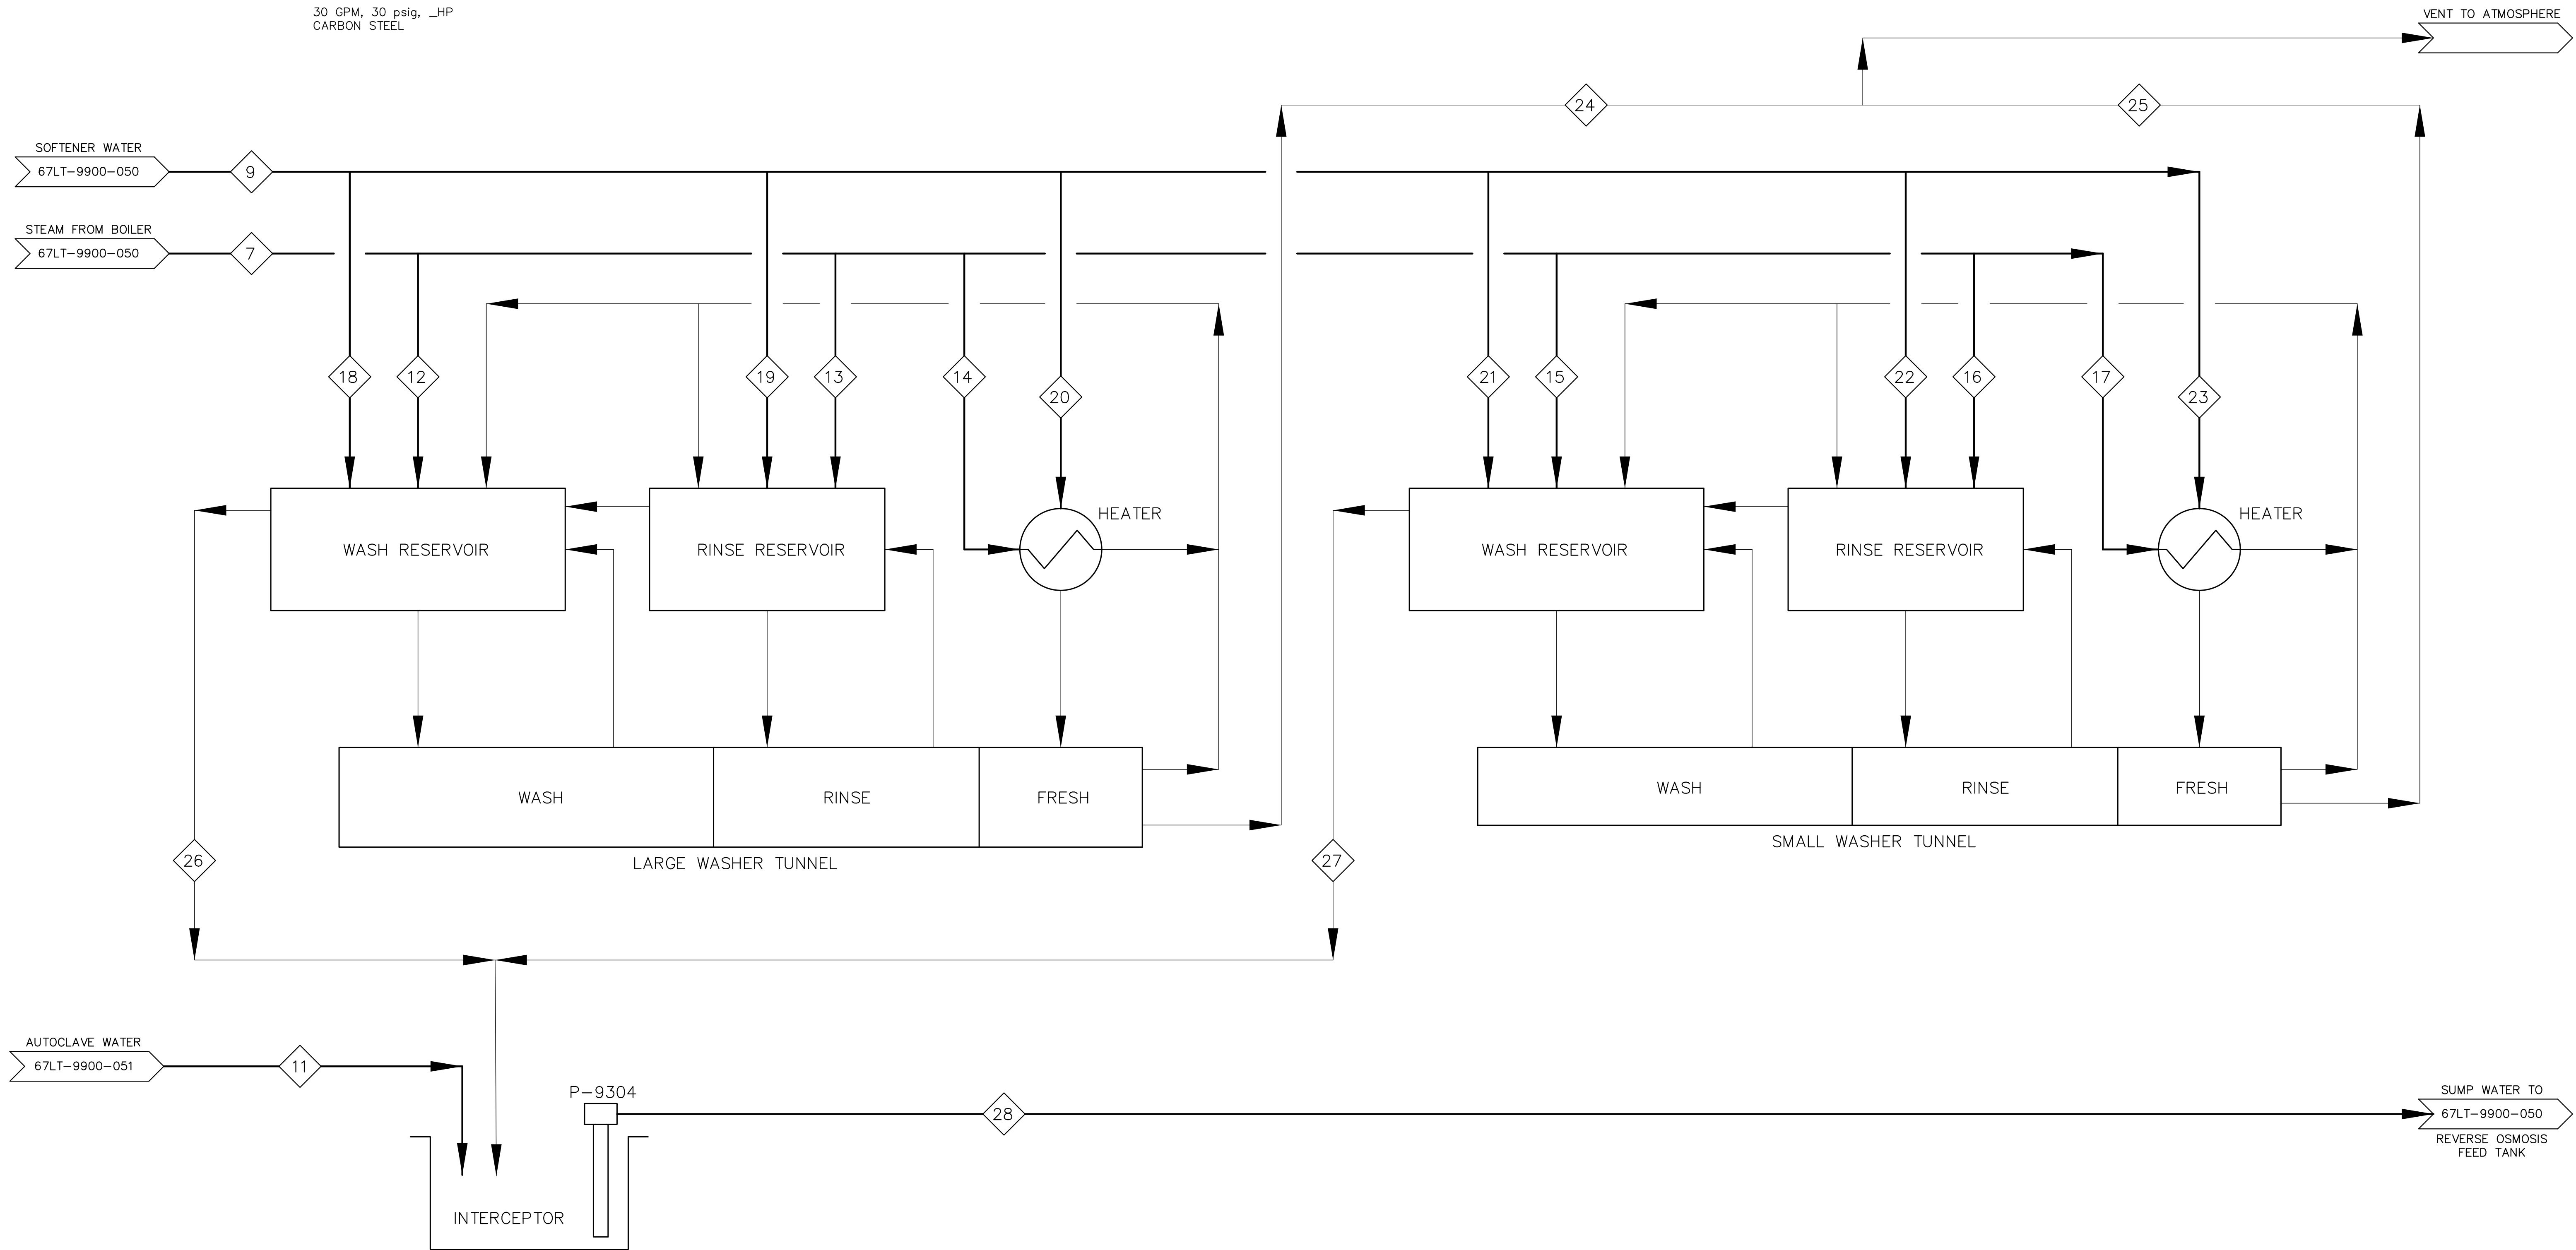 30 GPM, 30 psig, _HP
CARBON STEEL
VENT TO ATMOSPHERE
24
25
SOFTENER WATER
67LT-9900-050
9
STEAM FROM BOILER
67LT-9900-050
7
18
12
19
13
14
20
21
15
22
16
17
23
HEATER
HEATER
WASH RESERVOIR
RINSE RESERVOIR
WASH RESERVOIR
RINSE RESERVOIR
WASH
RINSE
FRESH
WASH
RINSE
FRESH
LARGE WASHER TUNNEL
SMALL WASHER TUNNEL
26
27
AUTOCLAVE WATER
67LT-9900-051
11
P-9304
28
SUMP WATER TO
67LT-9900-050
REVERSE OSMOSIS
FEED TANK
INTERCEPTOR